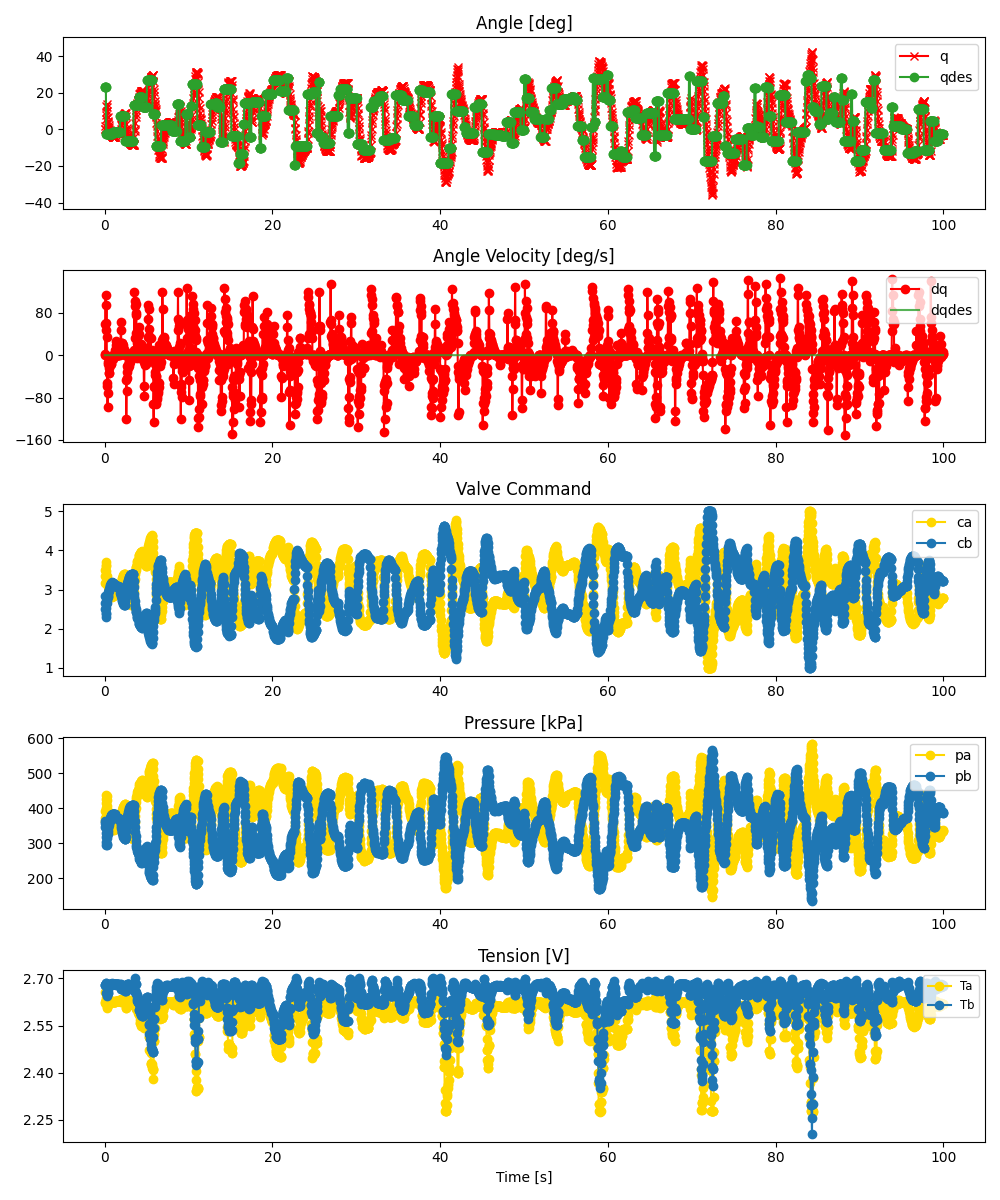 Angle [deg]
40
20
0
−20
−40
q
qdes
0 20 40 60 80 100
Angle Velocity [deg/s]
80
0
−80
−160
dq
dqdes
0 20 40 60 80 100
Valve Command
5
4
3
2
1
ca
cb
0 20 40 60 80 100
Pressure [kPa]
600
500
400
300
200
pa
pb
0 20 40 60 80 100
Tension [V]
2.70
2.55
2.40
2.25
Ta
Tb
0 20 40 60 80 100
Time [s]